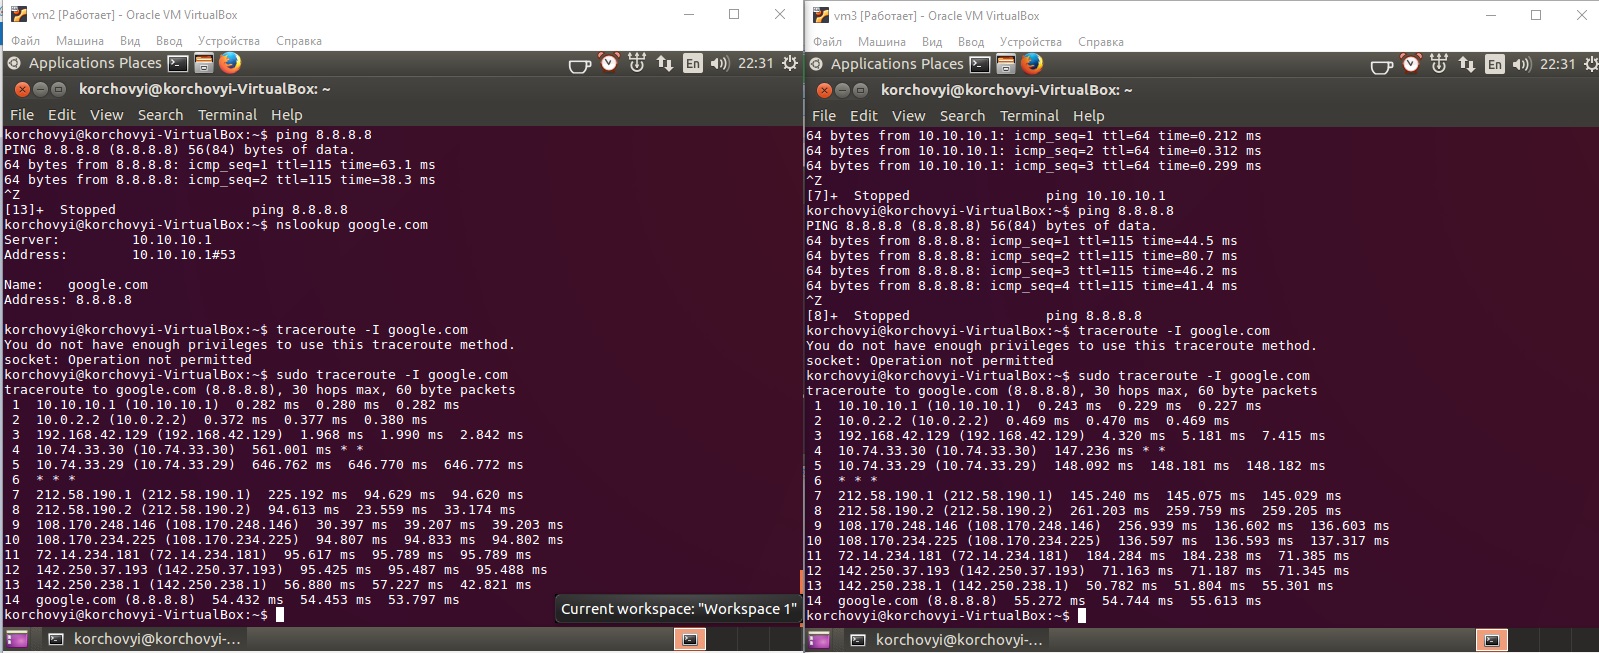 vm2 [Работает] - Oracle VM VirtualBox
Файл Машина Вид Ввод Устройства Справка
Applications Places En 22:31
korchovyi@korchovyi-VirtualBox: ~
File Edit View Search Terminal Help
korchovyi@korchovyi-VirtualBox:~$ ping 8.8.8.8
PING 8.8.8.8 (8.8.8.8) 56(84) bytes of data.
64 bytes from 8.8.8.8: icmp_seq=1 ttl=115 time=63.1 ms
64 bytes from 8.8.8.8: icmp_seq=2 ttl=115 time=38.3 ms
^Z
[13]+  Stopped                 ping 8.8.8.8
korchovyi@korchovyi-VirtualBox:~$ nslookup google.com
Server:         10.10.10.1
Address:        10.10.10.1#53
Name:   google.com
Address: 8.8.8.8
korchovyi@korchovyi-VirtualBox:~$ traceroute -I google.com
You do not have enough privileges to use this traceroute method.
socket: Operation not permitted
korchovyi@korchovyi-VirtualBox:~$ sudo traceroute -I google.com
traceroute to google.com (8.8.8.8), 30 hops max, 60 byte packets
1  10.10.10.1 (10.10.10.1)  0.282 ms  0.280 ms  0.282 ms
2  10.0.2.2 (10.0.2.2)  0.372 ms  0.377 ms  0.380 ms
3  192.168.42.129 (192.168.42.129)  1.968 ms  1.990 ms  2.842 ms
4  10.74.33.30 (10.74.33.30)  561.001 ms * *
5  10.74.33.29 (10.74.33.29)  646.762 ms  646.770 ms  646.772 ms
6  * * *
7  212.58.190.1 (212.58.190.1)  225.192 ms  94.629 ms  94.620 ms
8  212.58.190.2 (212.58.190.2)  94.613 ms  23.559 ms  33.174 ms
9  108.170.248.146 (108.170.248.146)  30.397 ms  39.207 ms  39.203 ms
10  108.170.234.225 (108.170.234.225)  94.807 ms  94.833 ms  94.802 ms
11  72.14.234.181 (72.14.234.181)  95.617 ms  95.789 ms  95.789 ms
12  142.250.37.193 (142.250.37.193)  95.425 ms  95.487 ms  95.488 ms
13  142.250.238.1 (142.250.238.1)  56.880 ms  57.227 ms  42.821 ms
14  google.com (8.8.8.8)  54.432 ms  54.453 ms  53.797 ms
korchovyi@korchovyi-VirtualBox:~$
Current workspace: "Workspace 1"
korchovyi@korchovyi-...
vm3 [Работает] - Oracle VM VirtualBox
Файл Машина Вид Ввод Устройства Справка
Applications Places En 22:31
korchovyi@korchovyi-VirtualBox: ~
File Edit View Search Terminal Help
64 bytes from 10.10.10.1: icmp_seq=1 ttl=64 time=0.212 ms
64 bytes from 10.10.10.1: icmp_seq=2 ttl=64 time=0.312 ms
64 bytes from 10.10.10.1: icmp_seq=3 ttl=64 time=0.299 ms
^Z
[7]+  Stopped                 ping 10.10.10.1
korchovyi@korchovyi-VirtualBox:~$ ping 8.8.8.8
PING 8.8.8.8 (8.8.8.8) 56(84) bytes of data.
64 bytes from 8.8.8.8: icmp_seq=1 ttl=115 time=44.5 ms
64 bytes from 8.8.8.8: icmp_seq=2 ttl=115 time=80.7 ms
64 bytes from 8.8.8.8: icmp_seq=3 ttl=115 time=46.2 ms
64 bytes from 8.8.8.8: icmp_seq=4 ttl=115 time=41.4 ms
^Z
[8]+  Stopped                 ping 8.8.8.8
korchovyi@korchovyi-VirtualBox:~$ traceroute -I google.com
You do not have enough privileges to use this traceroute method.
socket: Operation not permitted
korchovyi@korchovyi-VirtualBox:~$ sudo traceroute -I google.com
traceroute to google.com (8.8.8.8), 30 hops max, 60 byte packets
1  10.10.10.1 (10.10.10.1)  0.243 ms  0.229 ms  0.227 ms
2  10.0.2.2 (10.0.2.2)  0.469 ms  0.470 ms  0.469 ms
3  192.168.42.129 (192.168.42.129)  4.320 ms  5.181 ms  7.415 ms
4  10.74.33.30 (10.74.33.30)  147.236 ms * *
5  10.74.33.29 (10.74.33.29)  148.092 ms  148.181 ms  148.182 ms
6  * * *
7  212.58.190.1 (212.58.190.1)  145.240 ms  145.075 ms  145.029 ms
8  212.58.190.2 (212.58.190.2)  261.203 ms  259.759 ms  259.205 ms
9  108.170.248.146 (108.170.248.146)  256.939 ms  136.602 ms  136.603 ms
10  108.170.234.225 (108.170.234.225)  136.597 ms  136.593 ms  137.317 ms
11  72.14.234.181 (72.14.234.181)  184.284 ms  184.238 ms  71.385 ms
12  142.250.37.193 (142.250.37.193)  71.163 ms  71.187 ms  71.345 ms
13  142.250.238.1 (142.250.238.1)  50.782 ms  51.804 ms  55.301 ms
14  google.com (8.8.8.8)  55.272 ms  54.744 ms  55.613 ms
korchovyi@korchovyi-VirtualBox:~$
korchovyi@korchovyi-...